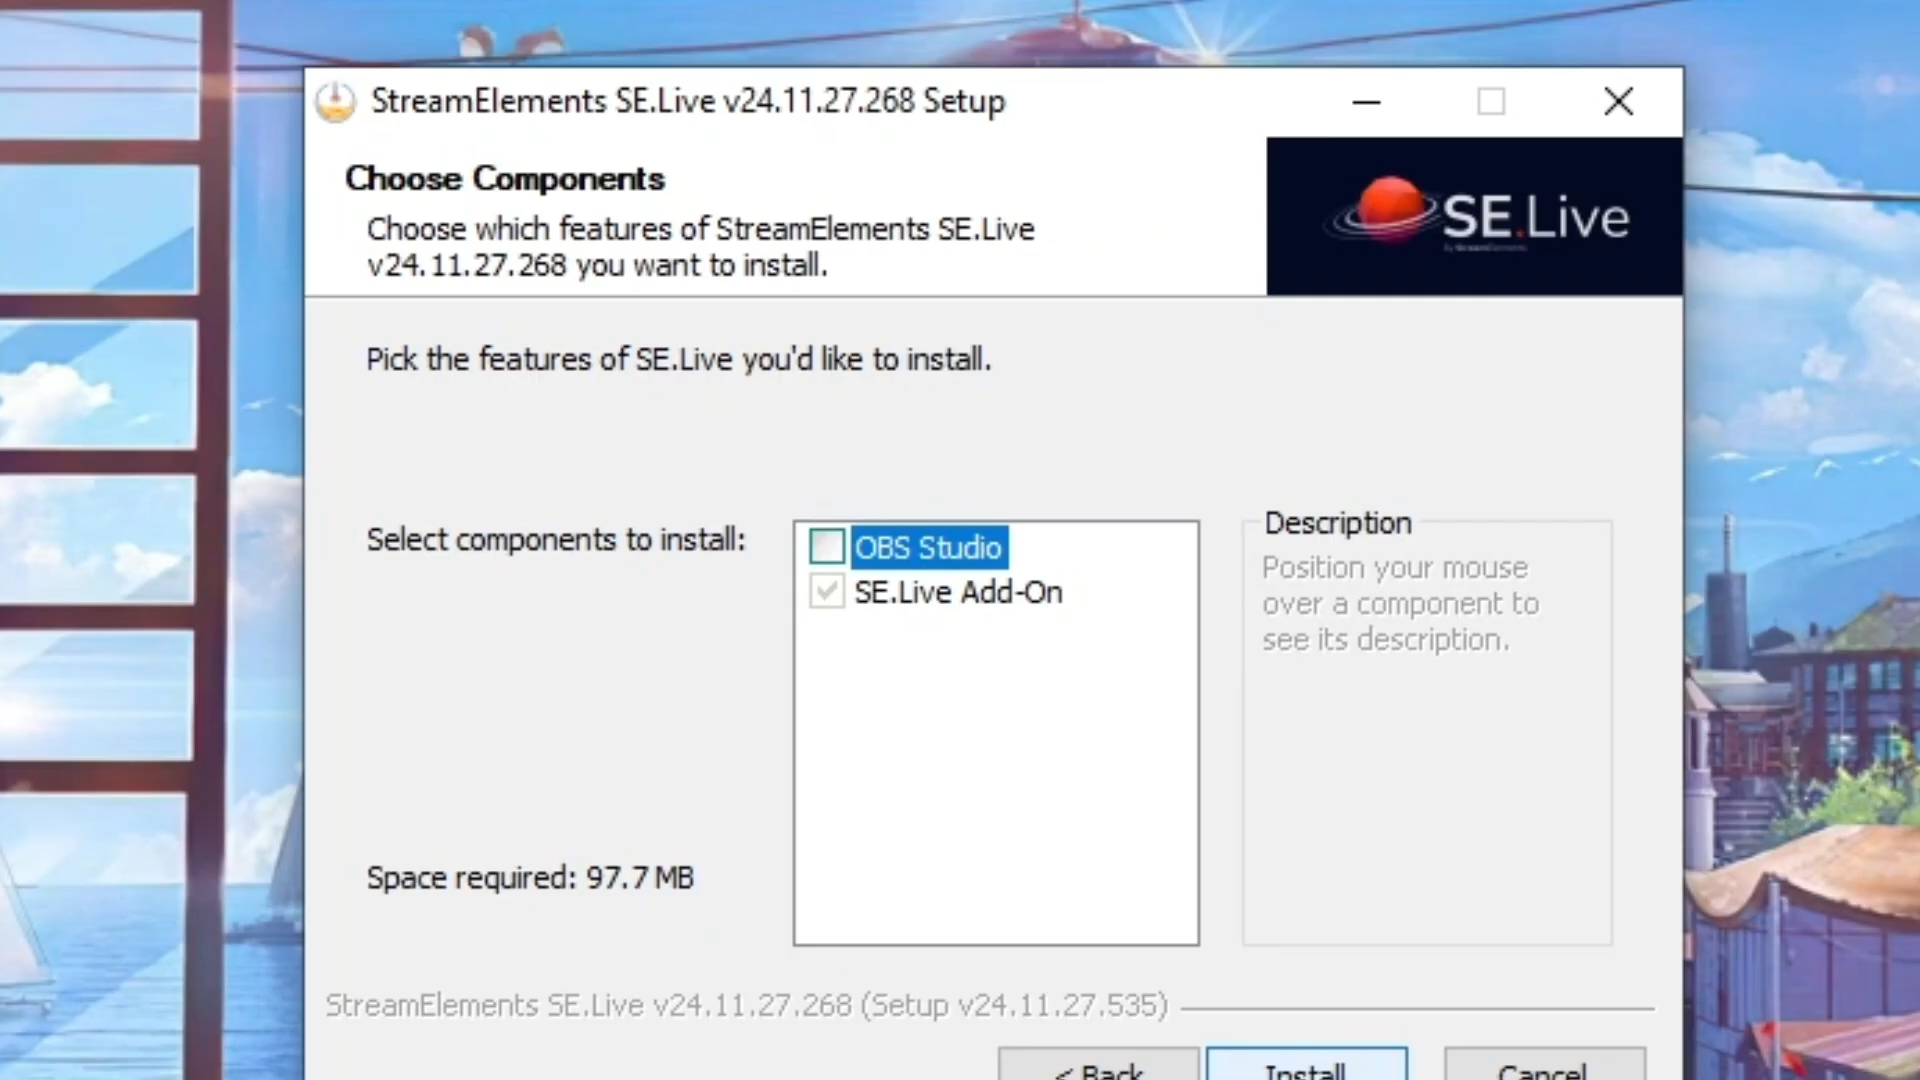 StreamElements SE.Live v24.11.27.268 Setup
Choose Components
Choose which features of StreamElements SE.Live
v24.11.27.268 you want to install.
SE.Live
Pick the features of SE.Live you'd like to install.
Select components to install:
OBS Studio
SE.Live Add-On
Description
Position your mouse
over a component to
see its description.
Space required: 97.7 MB
StreamElements SE.Live v24.11.27.268 (Setup v24.11.27.535)
< Back
Install
Cancel